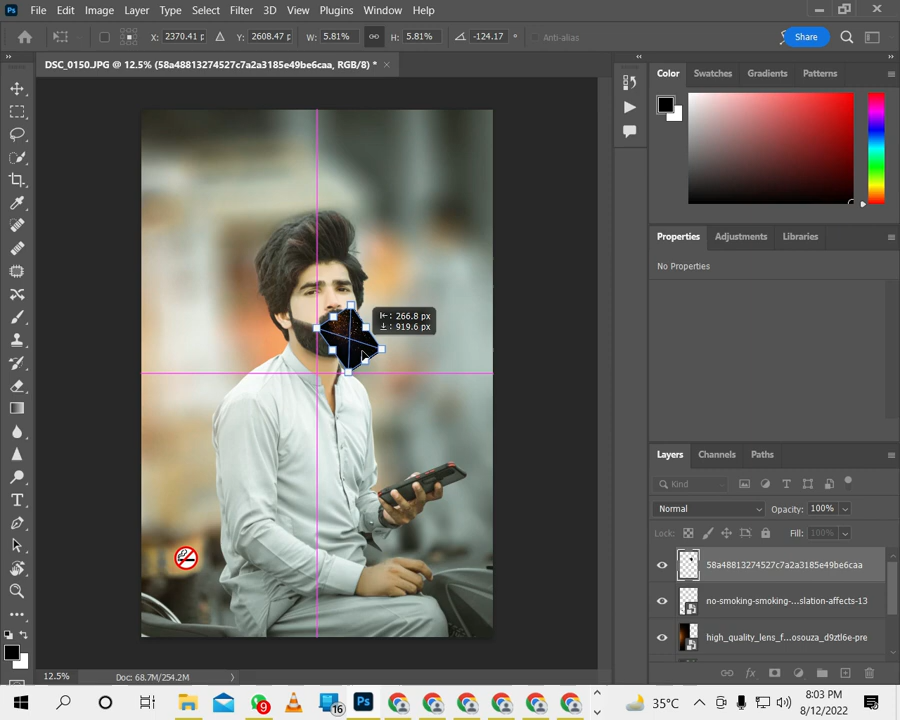 Ps File Edit Image Layer Type Select Filter 3D View Plugins Window Help
X: 2370.41 p Y: 2608.47 p W: 5.81% H: 5.81% -124.17 ° Anti-alias Share
DSC_0150.JPG @ 12.5% (58a48813274527c7a2a3185e49be6caa, RGB/8) * ×
Color Swatches Gradients Patterns
Properties Adjustments Libraries
No Properties
: 266.8 px
: 919.6 px
Layers Channels Paths
Kind
Normal Opacity: 100%
Lock: Fill: 100%
58a48813274527c7a2a3185e49be6caa
no-smoking-smoking-...slation-affects-13
high_quality_lens_f...osouza_d9ztl6e-pre
12.5% Doc: 68.7M/254.2M
9 16 Ps 35°C 8:03 PM
8/12/2022